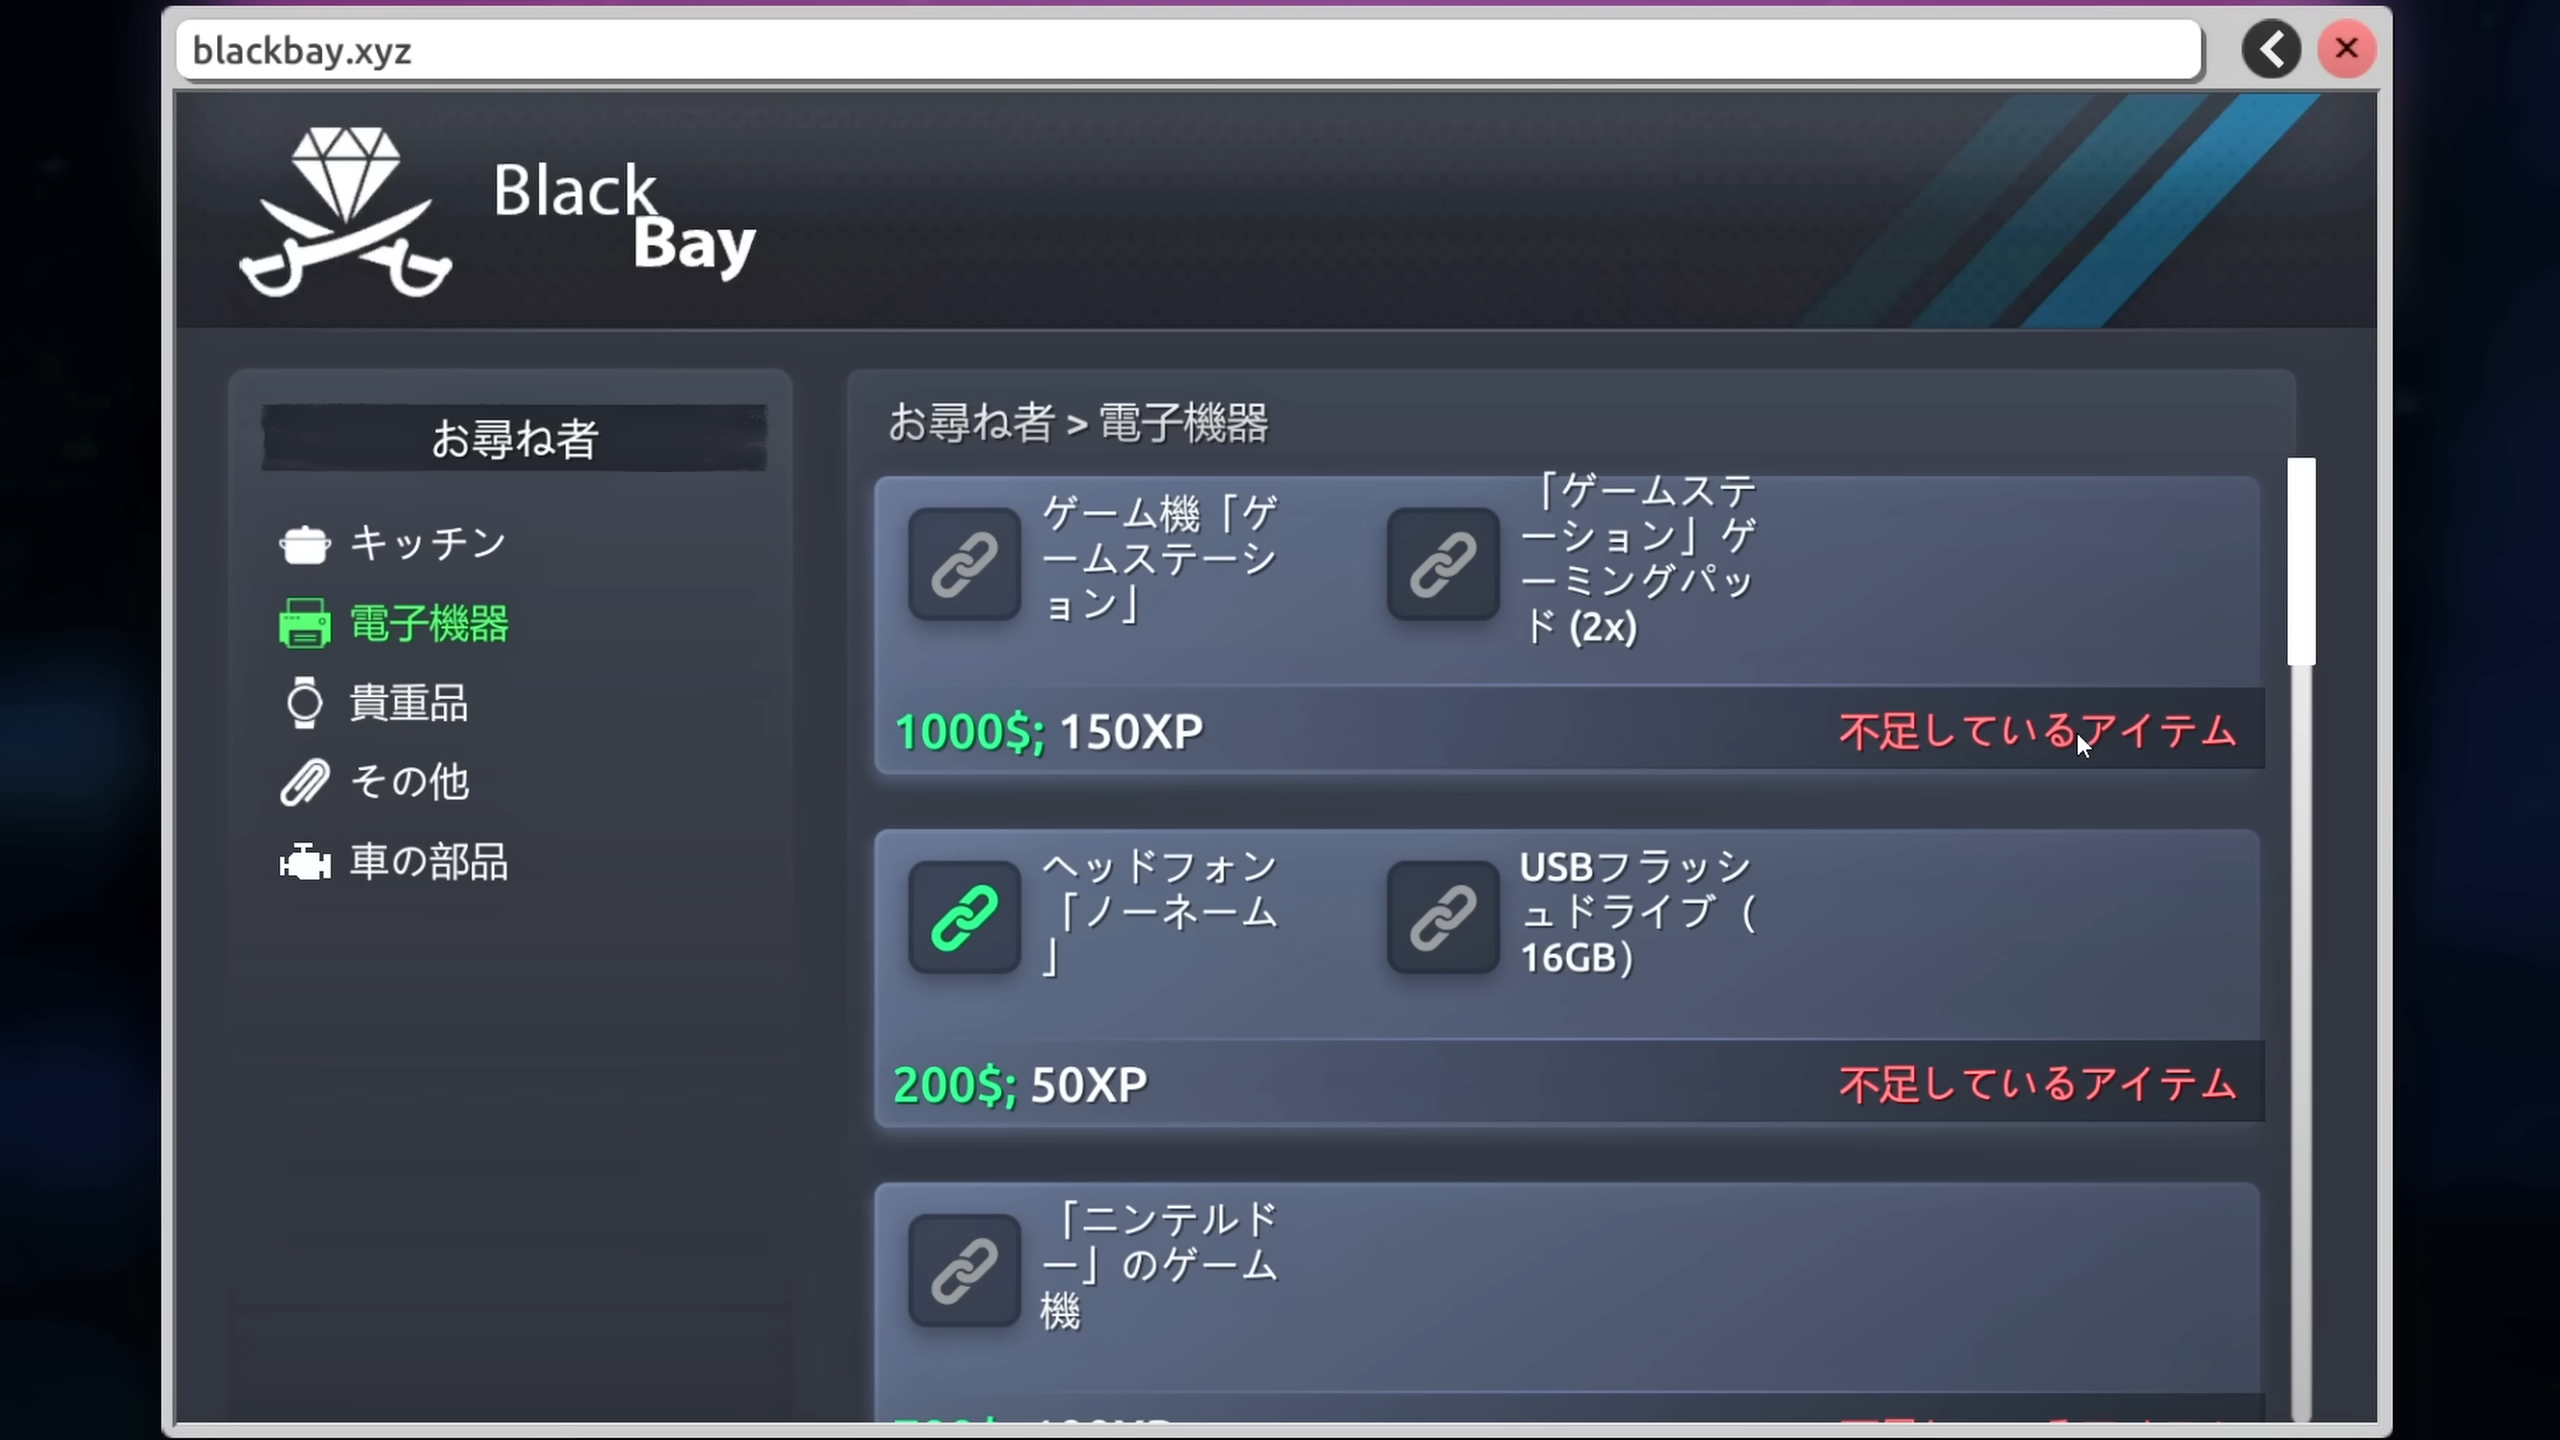 blackbay.xyz
Black
Bay
お尋ね者
キッチン
電子機器
貴重品
その他
車の部品
お尋ね者 > 電子機器
ゲーム機「ゲ
ームステーシ
ョン」
「ゲームステ
ーション」ゲ
ーミングパッ
ド (2x)
1000$; 150XP
不足しているアイテム
ヘッドフォン
「ノーネーム
」
USBフラッシ
ュドライブ（
16GB）
200$; 50XP
不足しているアイテム
「ニンテルド
ー」のゲーム
機